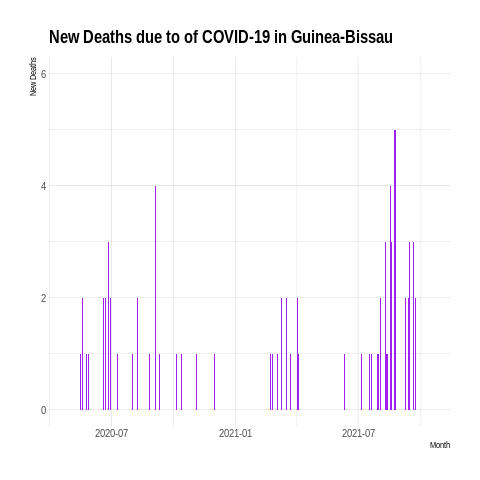 New Deaths due to of COVID-19 in Guinea-Bissau
New Deaths
6
4
2
0
2020-07 2021-01 2021-07
Month